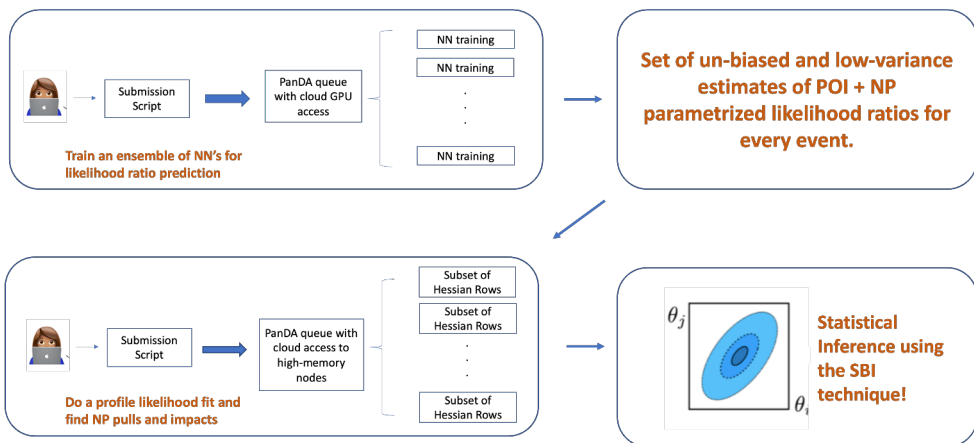 Submission
Script
PanDA queue
with cloud GPU
access
NN training
NN training
.
.
.
NN training
Train an ensemble of NN's for
likelihood ratio prediction
Set of un-biased and low-variance
estimates of POI + NP
parametrized likelihood ratios for
every event.
Submission
Script
PanDA queue with
cloud access to
high-memory
nodes
Subset of
Hessian Rows
Subset of
Hessian Rows
.
.
.
Subset of
Hessian Rows
Do a profile likelihood fit and
find NP pulls and impacts
θ_j
θ_i
Statistical
Inference using
the SBI
technique!